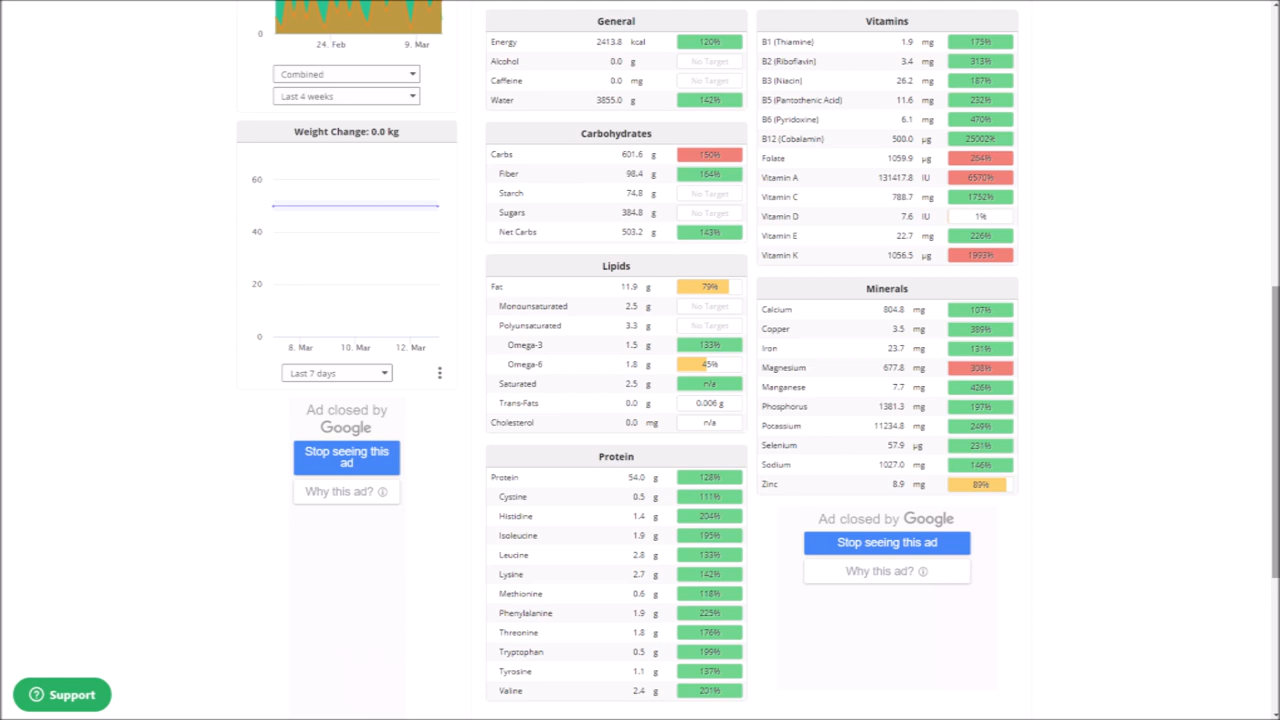 0
24. Feb 9. Mar
Combined
Last 4 weeks
Weight Change: 0.0 kg
60
40
20
0
8. Mar 10. Mar 12. Mar
Last 7 days
Ad closed by
Google
Stop seeing this
ad
Why this ad?
Support
General
Energy 2413.8 kcal 120%
Alcohol 0.0 g No Target
Caffeine 0.0 mg No Target
Water 3855.0 g 142%
Carbohydrates
Carbs 601.6 g 150%
Fiber 98.4 g 164%
Starch 74.8 g No Target
Sugars 384.8 g No Target
Net Carbs 503.2 g 143%
Lipids
Fat 11.9 g 79%
Monounsaturated 2.5 g No Target
Polyunsaturated 3.3 g No Target
Omega-3 1.5 g 133%
Omega-6 1.8 g 45%
Saturated 2.5 g n/a
Trans-Fats 0.0 g 0.006 g
Cholesterol 0.0 mg n/a
Protein
Protein 54.0 g 128%
Cystine 0.5 g 111%
Histidine 1.4 g 204%
Isoleucine 1.9 g 195%
Leucine 2.8 g 133%
Lysine 2.7 g 142%
Methionine 0.6 g 118%
Phenylalanine 1.9 g 225%
Threonine 1.8 g 176%
Tryptophan 0.5 g 199%
Tyrosine 1.1 g 137%
Valine 2.4 g 201%
Vitamins
B1 (Thiamine) 1.9 mg 175%
B2 (Riboflavin) 3.4 mg 313%
B3 (Niacin) 26.2 mg 187%
B5 (Pantothenic Acid) 11.6 mg 232%
B6 (Pyridoxine) 6.1 mg 470%
B12 (Cobalamin) 500.0 µg 25002%
Folate 1059.9 µg 264%
Vitamin A 131417.8 IU 6570%
Vitamin C 788.7 mg 1752%
Vitamin D 7.6 IU 1%
Vitamin E 22.7 mg 226%
Vitamin K 1056.5 µg 1993%
Minerals
Calcium 804.8 mg 107%
Copper 3.5 mg 389%
Iron 23.7 mg 131%
Magnesium 677.8 mg 308%
Manganese 7.7 mg 426%
Phosphorus 1381.3 mg 197%
Potassium 11234.8 mg 249%
Selenium 57.9 µg 231%
Sodium 1027.0 mg 146%
Zinc 8.9 mg 89%
Ad closed by Google
Stop seeing this ad
Why this ad?